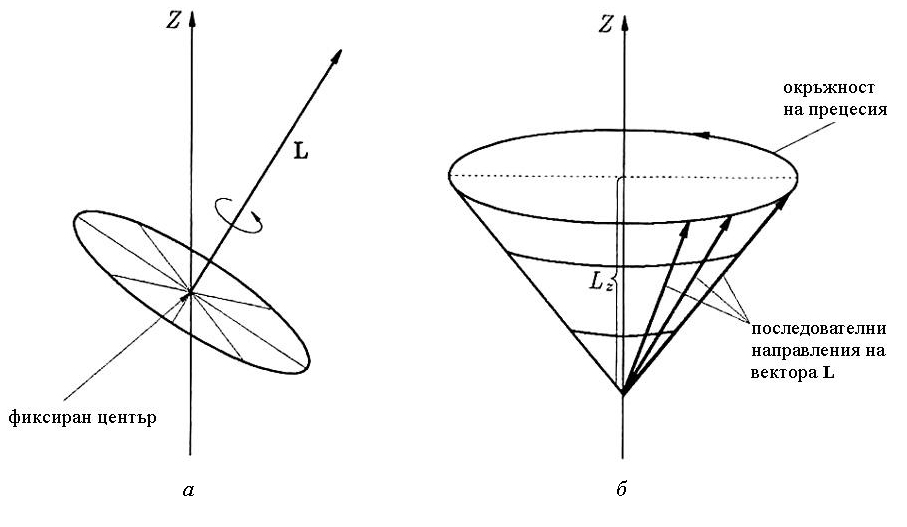 Z
L
фиксиран център
а
Z
окръжност
на прецесия
L_z
последователни
направления на
вектора L
б